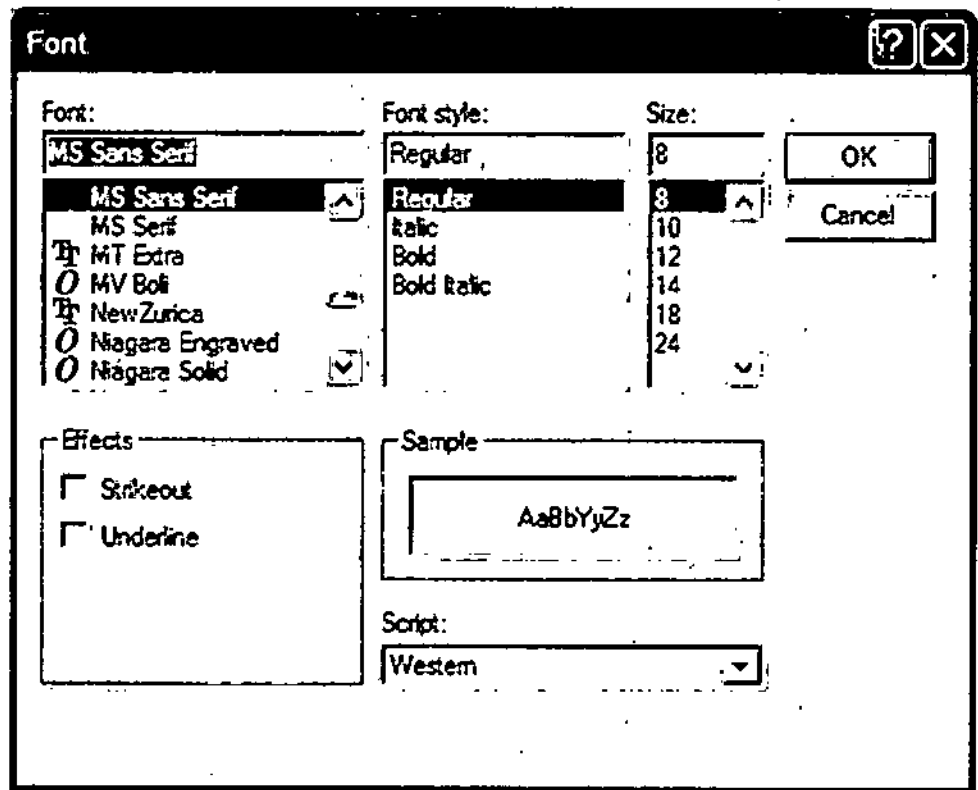 Font
Font:
MS Sans Serif
MS Sans Serif
MS Serif
MT Extra
MV Boli
NewZurica
Niagara Engraved
Niagara Solid
Font style:
Regular
Regular
Italic
Bold
Bold Italic
Size:
8
8
10
12
14
18
24
OK
Cancel
Effects
Strikeout
Underline
Sample
AaBbYyZz
Script:
Western